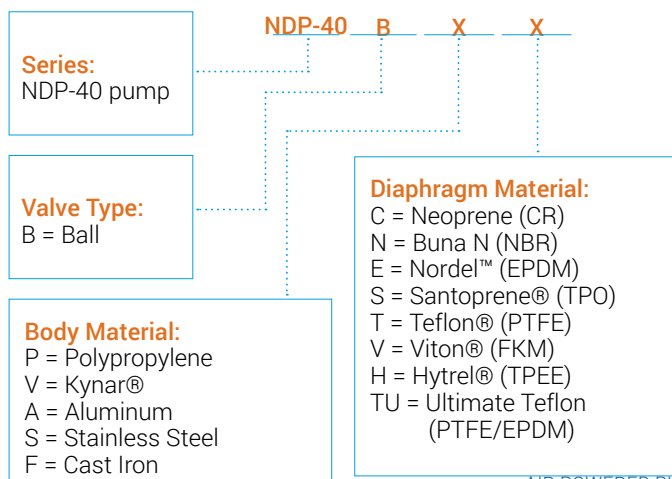 NDP-40 B X X
Series:
NDP-40 pump
Valve Type:
B = Ball
Body Material:
P = Polypropylene
V = Kynar®
A = Aluminum
S = Stainless Steel
F = Cast Iron
Diaphragm Material:
C = Neoprene (CR)
N = Buna N (NBR)
E = Nordel™ (EPDM)
S = Santoprene® (TPO)
T = Teflon® (PTFE)
V = Viton® (FKM)
H = Hytrel® (TPEE)
TU = Ultimate Teflon
(PTFE/EPDM)